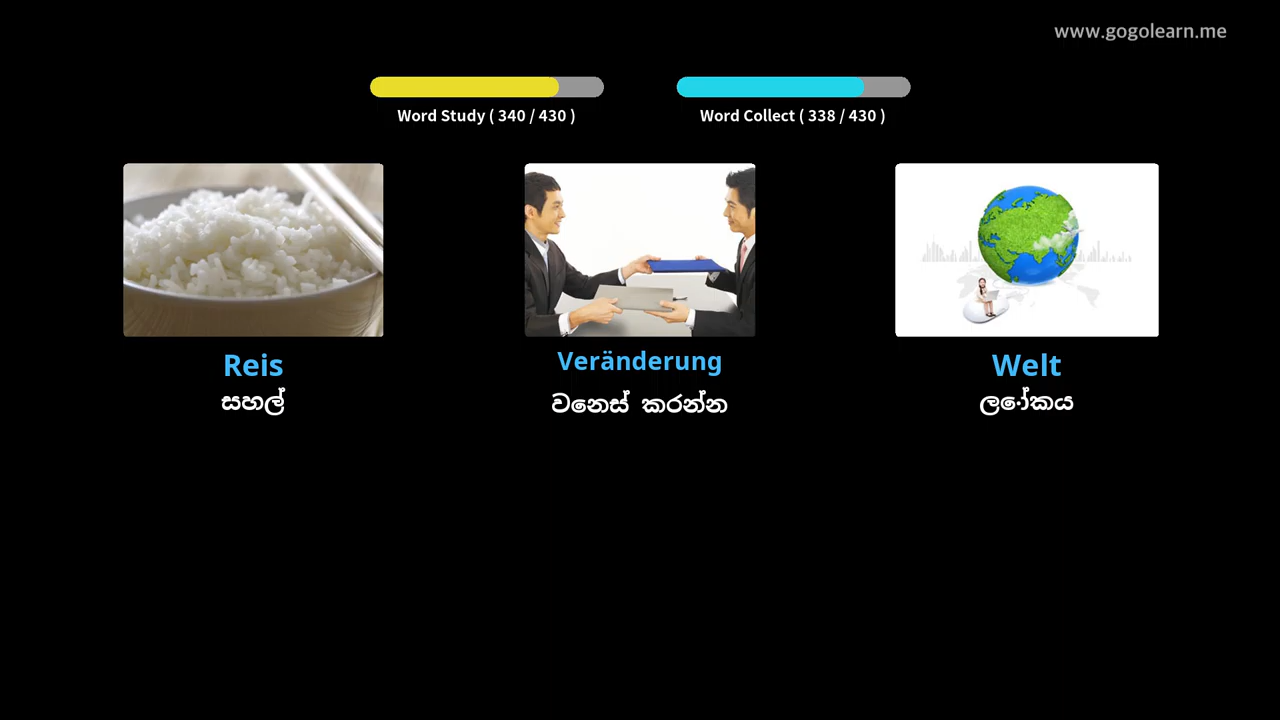 www.gogolearn.me
Word Study ( 340 / 430 )
Word Collect ( 338 / 430 )
Reis
Veränderung
Welt
සහල්
වෙනස් කරන්න
ලෝකය